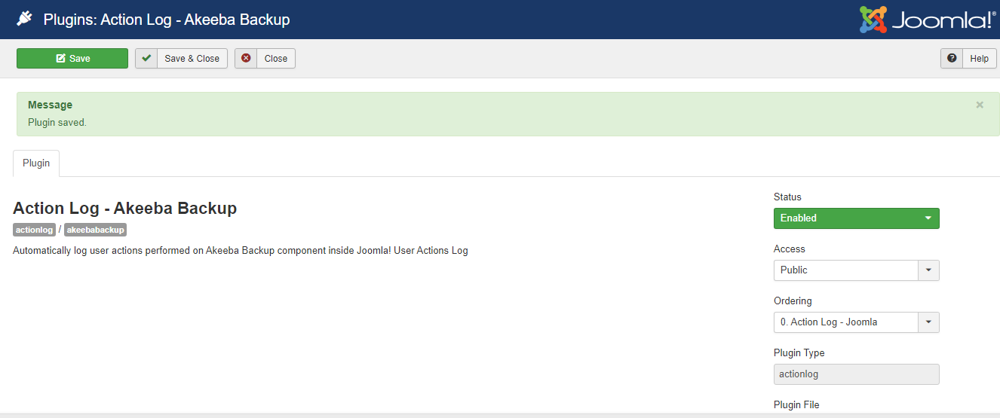 Plugins: Action Log - Akeeba Backup
Joomla!®
Save
Save & Close
Close
Help
Message
Plugin saved.
Plugin
Action Log - Akeeba Backup
actionlog / akeebabackup
Automatically log user actions performed on Akeeba Backup component inside Joomla! User Actions Log
Status
Enabled
Access
Public
Ordering
0. Action Log - Joomla
Plugin Type
actionlog
Plugin File